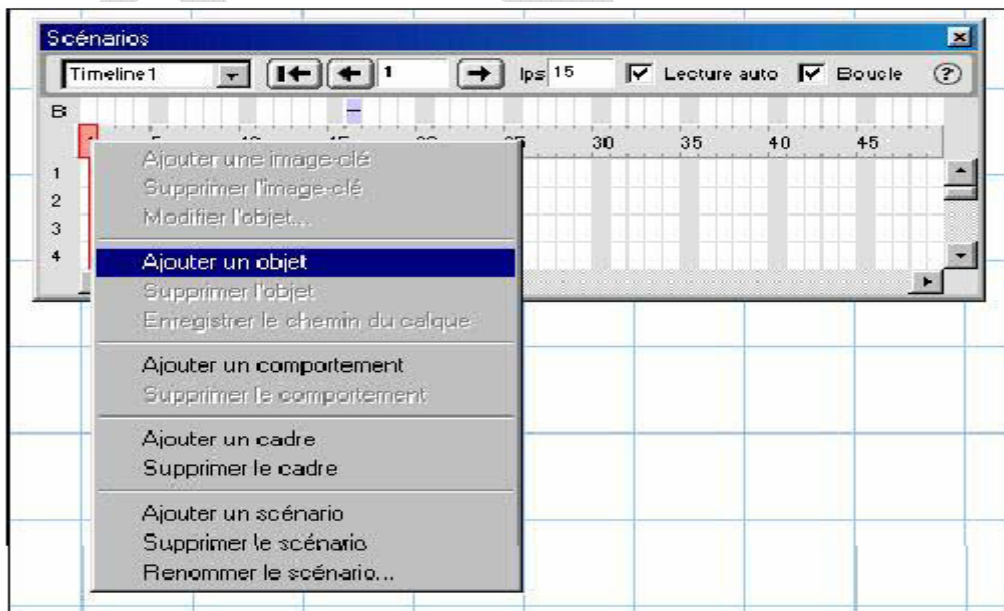 Scénarios
Timeline1 1 Ips 15 Lecture auto Boucle ?
B
5 10 15 20 25 30 35 40 45
1
2
3
4
Ajouter une image-clé
Supprimer l'image-clé
Modifier l'objet...
Ajouter un objet
Supprimer l'objet
Enregistrer le chemin du calque
Ajouter un comportement
Supprimer le comportement
Ajouter un cadre
Supprimer le cadre
Ajouter un scénario
Supprimer le scénario
Renommer le scénario...